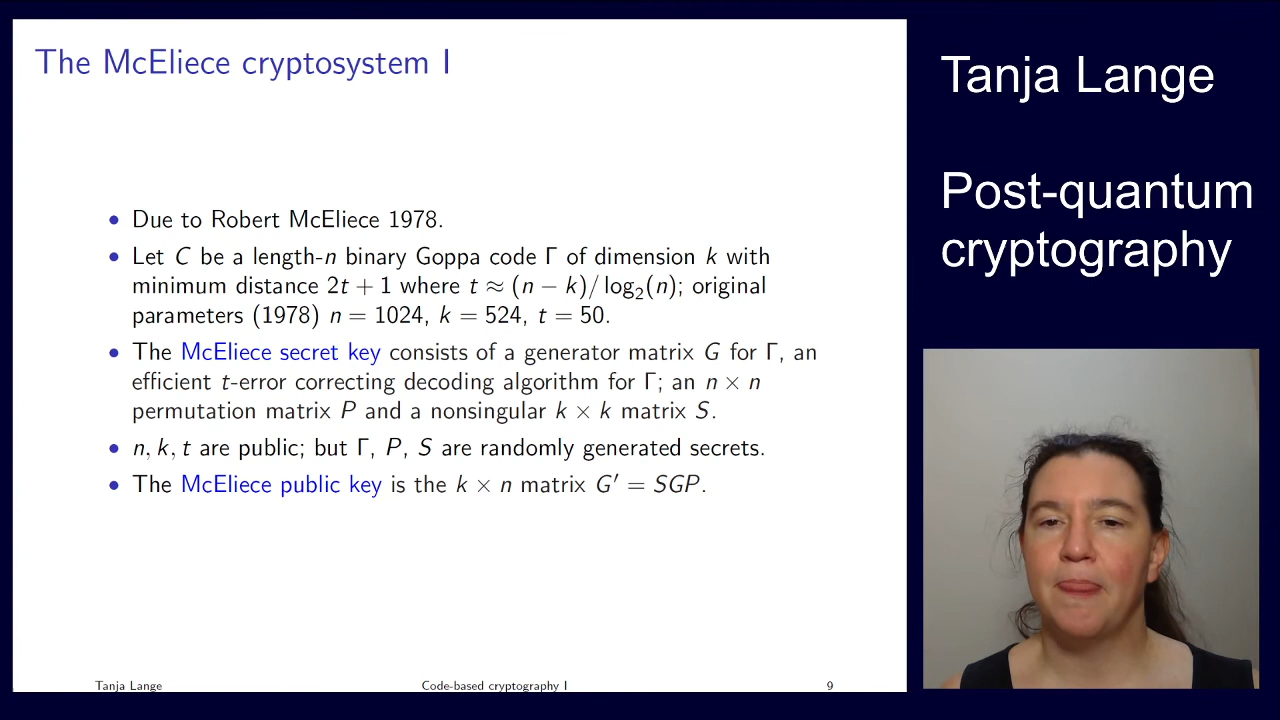 The McEliece cryptosystem I
• Due to Robert McEliece 1978.
• Let C be a length-n binary Goppa code Γ of dimension k with
minimum distance 2t + 1 where t ≈ (n − k)/ log₂(n); original
parameters (1978) n = 1024, k = 524, t = 50.
• The McEliece secret key consists of a generator matrix G for Γ, an
efficient t-error correcting decoding algorithm for Γ; an n × n
permutation matrix P and a nonsingular k × k matrix S.
• n, k, t are public; but Γ, P, S are randomly generated secrets.
• The McEliece public key is the k × n matrix G′ = SGP.
Tanja Lange
Code-based cryptography I
9
Tanja Lange
Post-quantum
cryptography